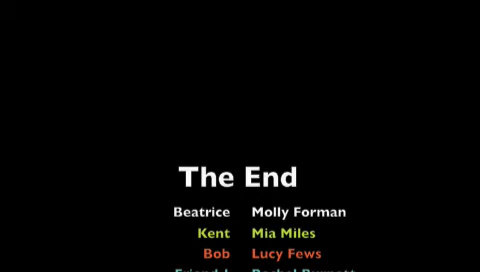 The End
Beatrice Molly Forman
Kent Mia Miles
Bob Lucy Fews